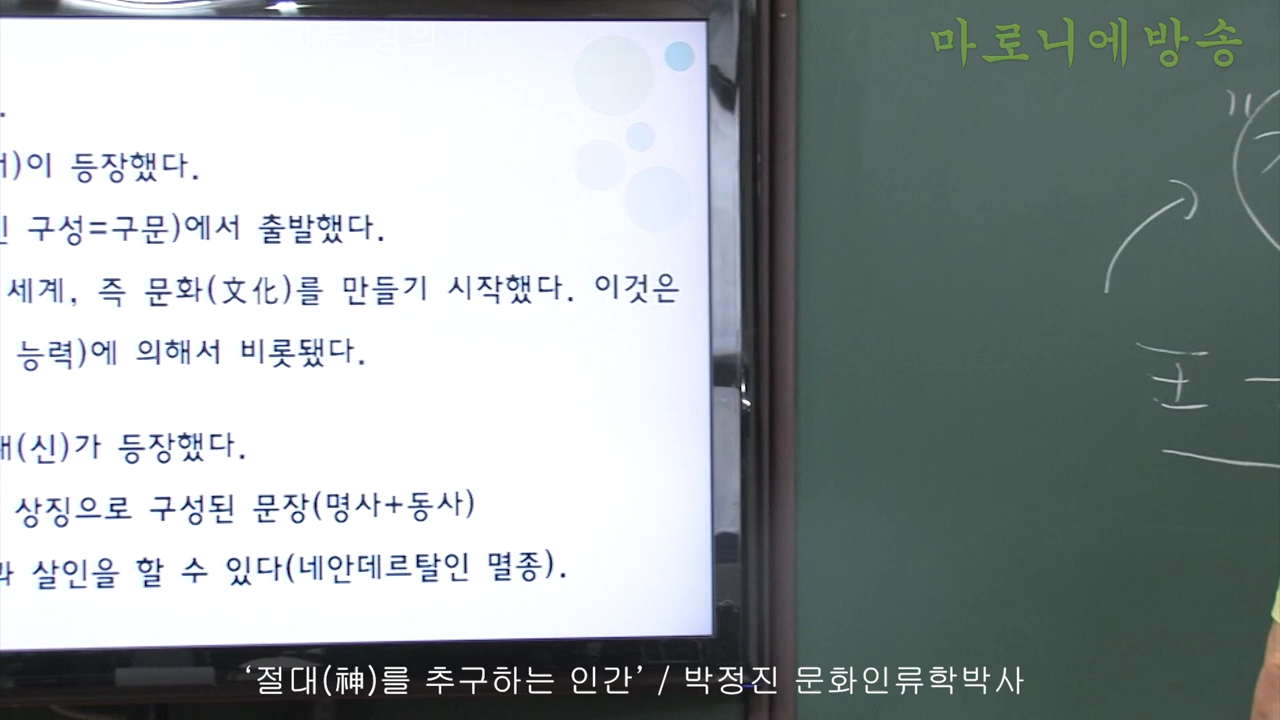 마로니에방송
이 등장했다.
구성=구문)에서 출발했다.
세계, 즉 문화(文化)를 만들기 시작했다. 이것은
능력)에 의해서 비롯됐다.
(신)가 등장했다.
상징으로 구성된 문장(명사+동사)
살인을 할 수 있다(네안데르탈인 멸종).
‘절대(神)를 추구하는 인간’ / 박정진 문화인류학박사